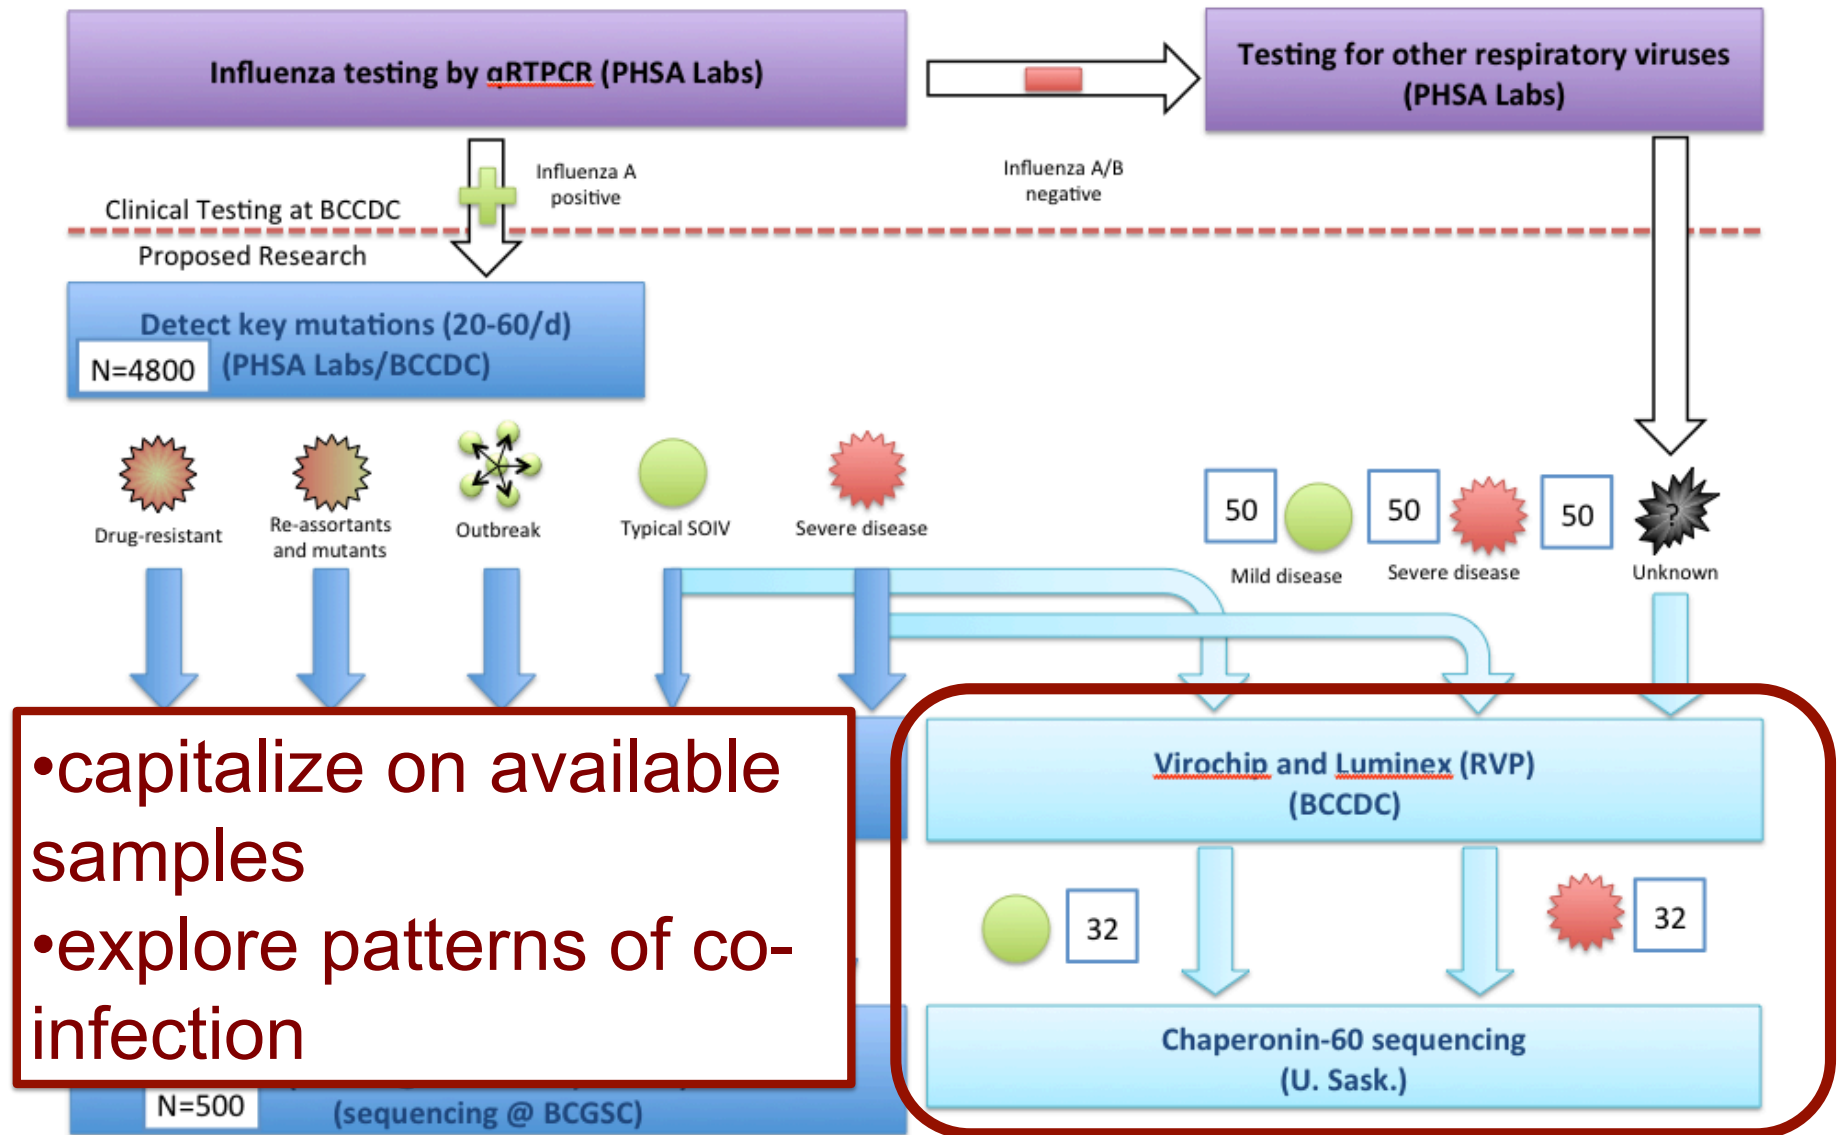 Influenza testing by qRTPCR (PHSA Labs)
Testing for other respiratory viruses
(PHSA Labs)
Influenza A
positive
Influenza A/B
negative
Clinical Testing at BCCDC
Proposed Research
Detect key mutations (20-60/d)
(PHSA Labs/BCCDC)
N=4800
Drug-resistant
Re-assortants
and mutants
Outbreak
Typical SOIV
Severe disease
50
50
50
?
Mild disease
Severe disease
Unknown
•capitalize on available
samples
•explore patterns of co-
infection
Virochip and Luminex (RVP)
(BCCDC)
32
32
Chaperonin-60 sequencing
(U. Sask.)
N=500
(sequencing @ BCGSC)